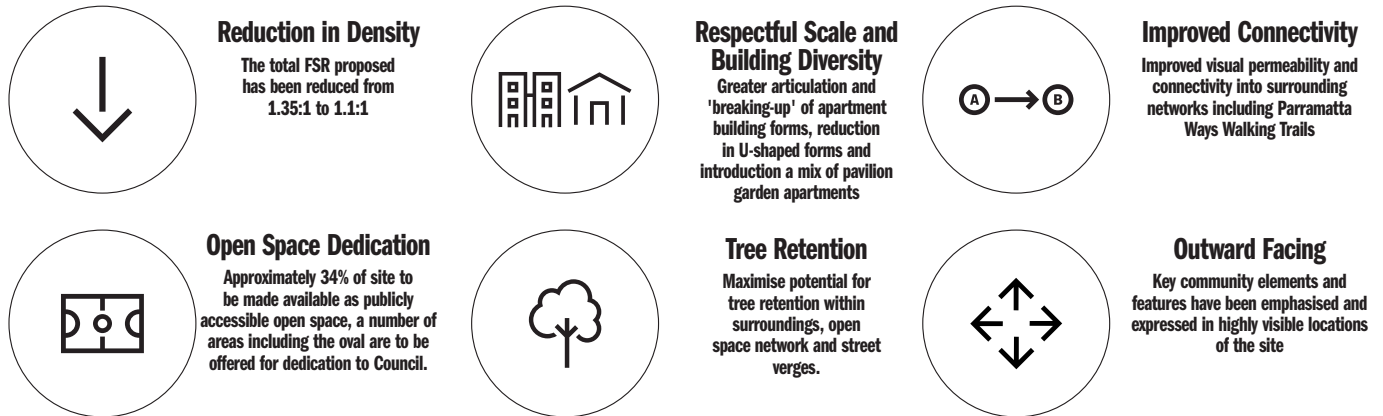 Reduction in Density
The total FSR proposed
has been reduced from
1.35:1 to 1.1:1
Respectful Scale and
Building Diversity
Greater articulation and
'breaking-up' of apartment
building forms, reduction
in U-shaped forms and
introduction a mix of pavilion
garden apartments
A
B
Improved Connectivity
Improved visual permeability and
connectivity into surrounding
networks including Parramatta
Ways Walking Trails
Open Space Dedication
Approximately 34% of site to
be made available as publicly
accessible open space, a number of
areas including the oval are to be
offered for dedication to Council.
Tree Retention
Maximise potential for
tree retention within
surroundings, open
space network and street
verges.
Outward Facing
Key community elements and
features have been emphasised and
expressed in highly visible locations
of the site